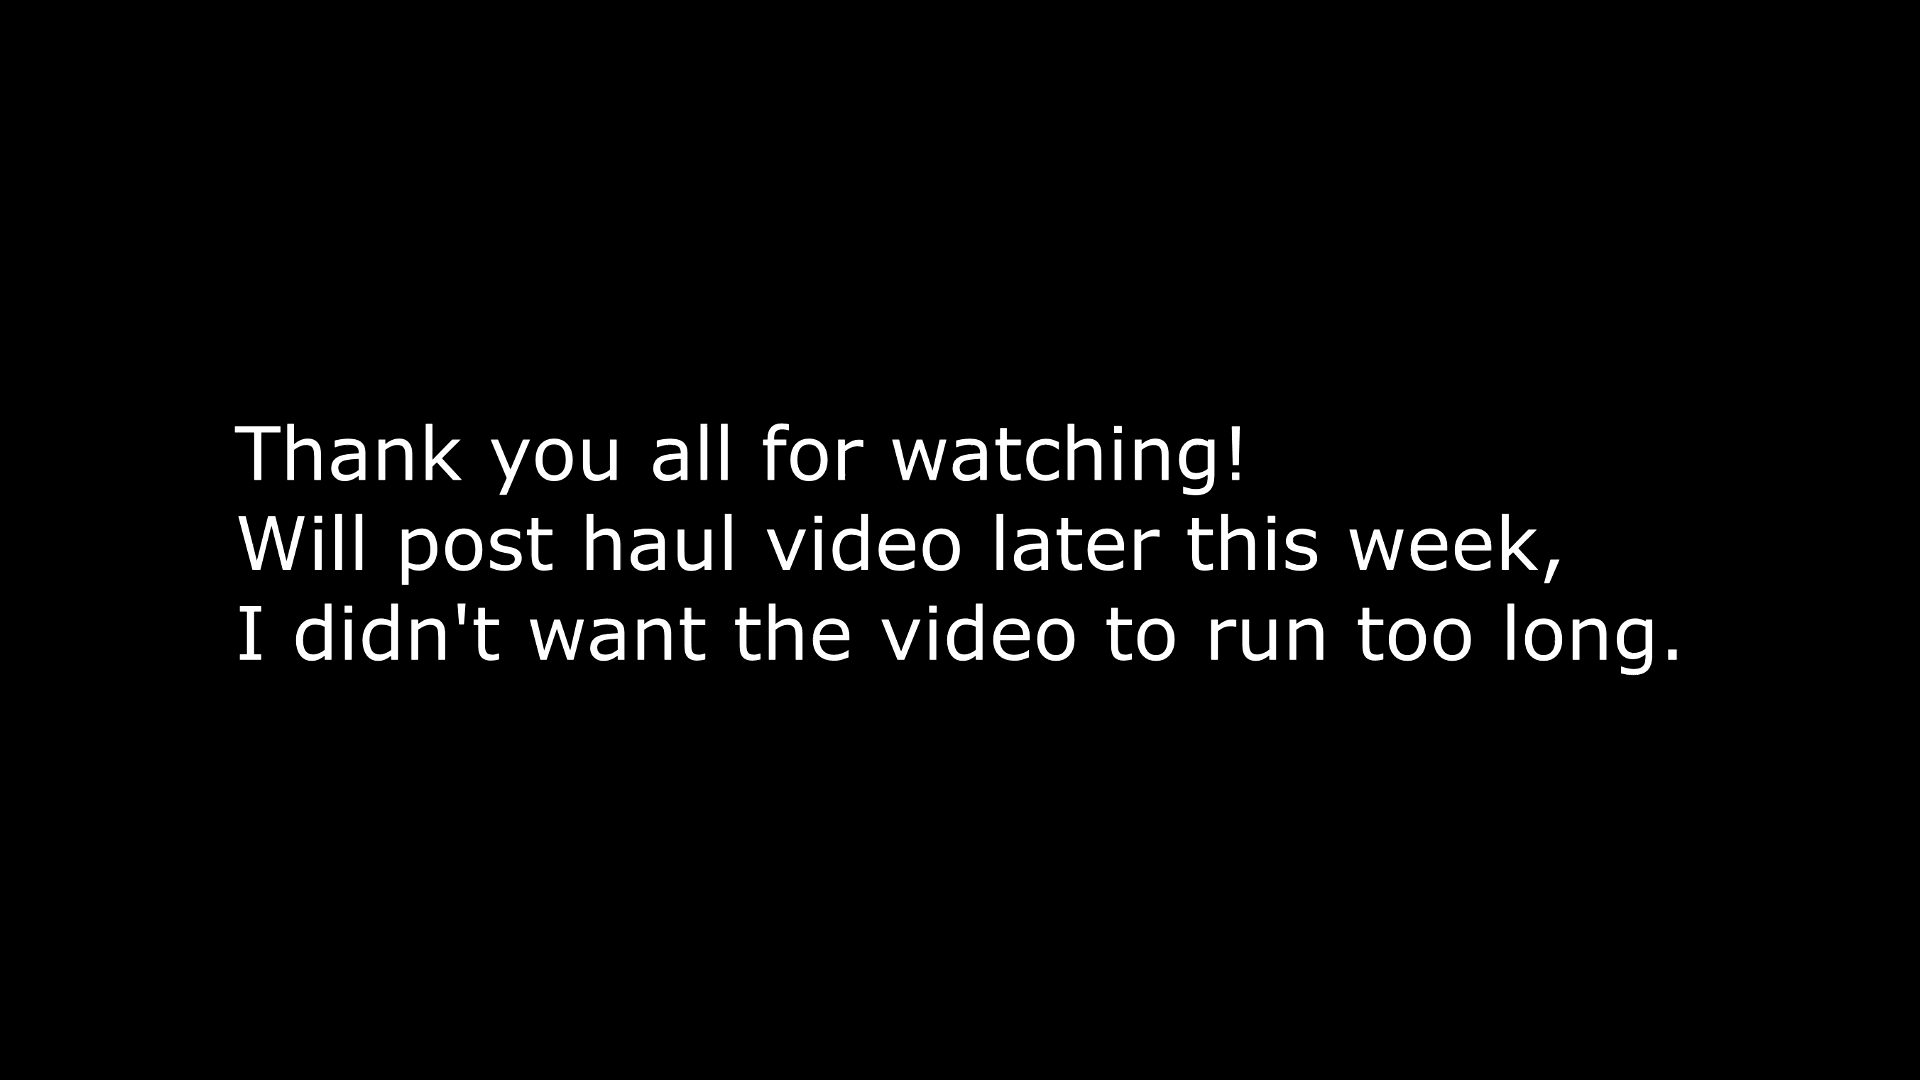 Thank you all for watching!
Will post haul video later this week,
I didn't want the video to run too long.